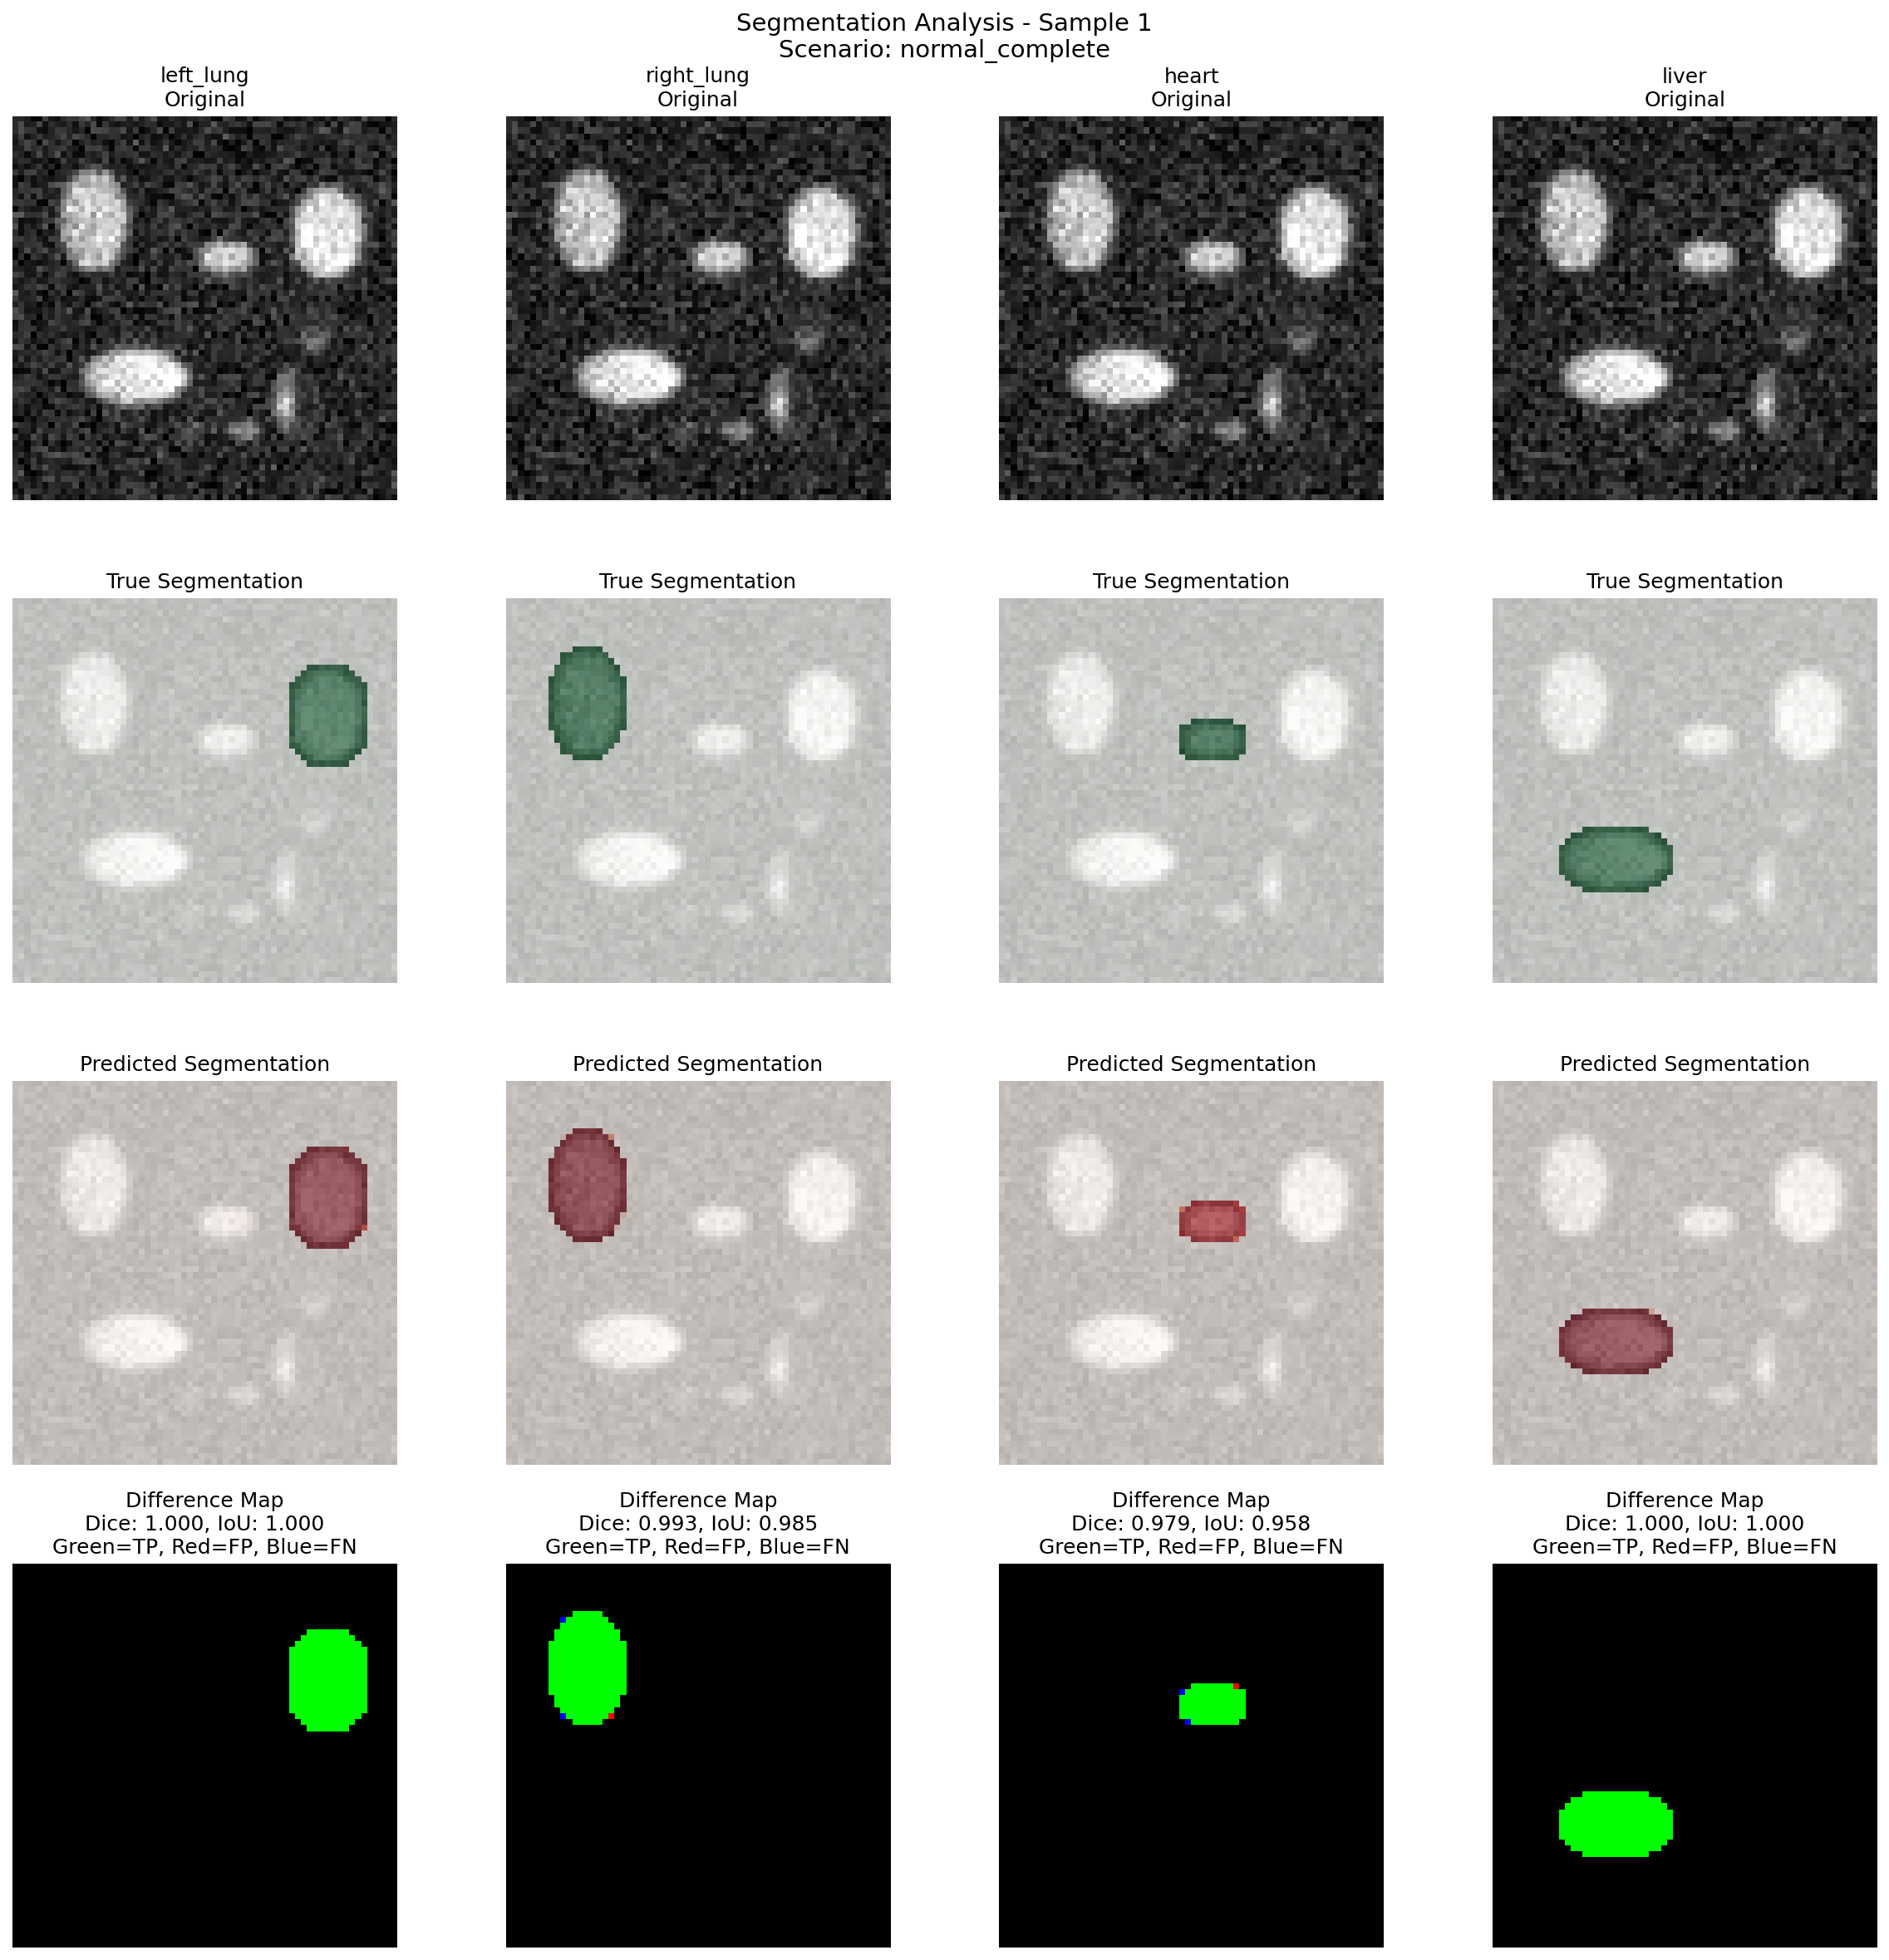 Segmentation Analysis - Sample 1
Scenario: normal_complete
left_lung
Original
right_lung
Original
heart
Original
liver
Original
True Segmentation
True Segmentation
True Segmentation
True Segmentation
Predicted Segmentation
Predicted Segmentation
Predicted Segmentation
Predicted Segmentation
Difference Map
Dice: 1.000, IoU: 1.000
Green=TP, Red=FP, Blue=FN
Difference Map
Dice: 0.993, IoU: 0.985
Green=TP, Red=FP, Blue=FN
Difference Map
Dice: 0.979, IoU: 0.958
Green=TP, Red=FP, Blue=FN
Difference Map
Dice: 1.000, IoU: 1.000
Green=TP, Red=FP, Blue=FN